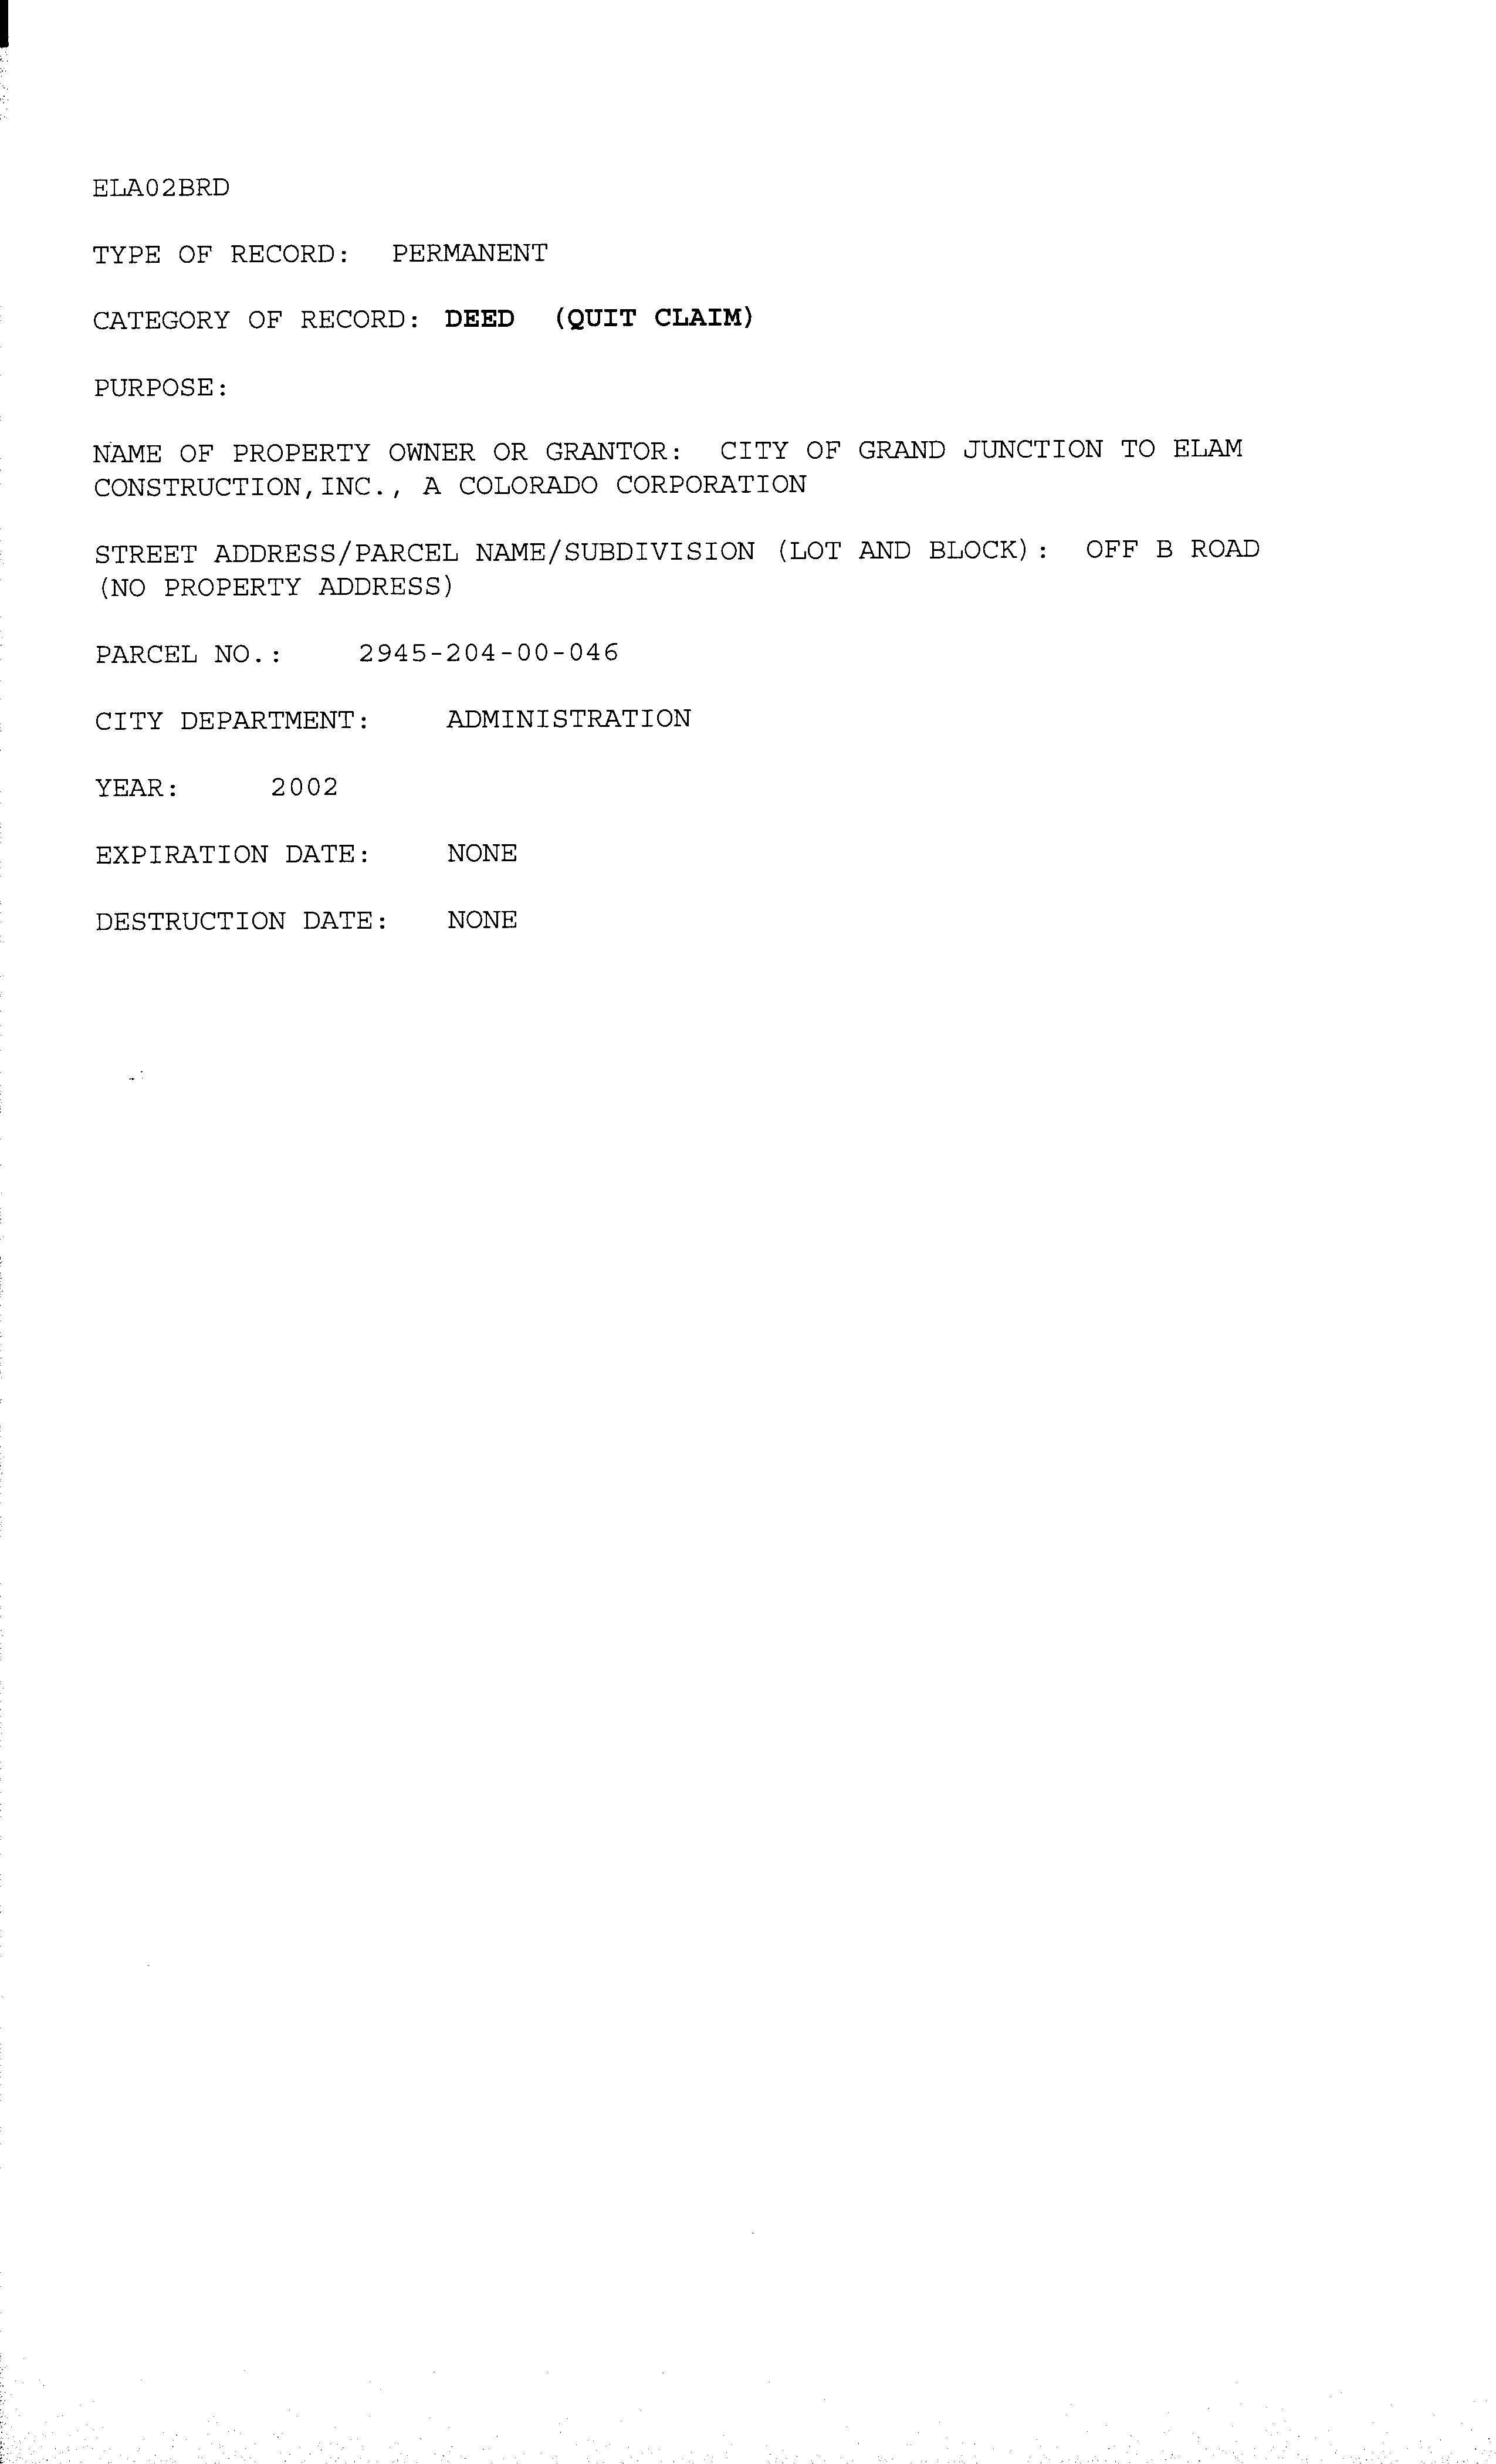 ELA02BRD
TYPE OF RECORD: PERMANENT
CATEGORY OF RECORD: DEED (QUIT CLAIM)
PURPOSE:
NAME OF PROPERTY OWNER OR GRANTOR: CITY OF GRAND JUNCTION TO ELAM
CONSTRUCTION,INC., A COLORADO CORPORATION
STREET ADDRESS/PARCEL NAME/SUBDIVISION (LOT AND BLOCK): OFF B ROAD
(NO PROPERTY ADDRESS)
PARCEL NO.: 2945-204-00-046
CITY DEPARTMENT: ADMINISTRATION
YEAR: 2002
EXPIRATION DATE: NONE
DESTRUCTION DATE: NONE